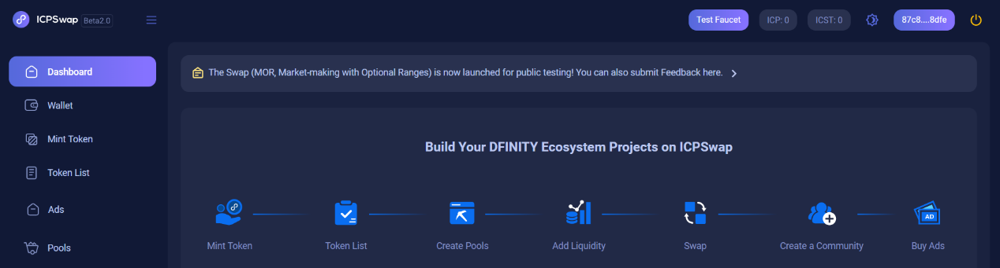 ICPSwap Beta2.0
Test Faucet
ICP: 0
ICST: 0
87c8....8dfe
Dashboard
Wallet
Mint Token
Token List
Ads
Pools
The Swap (MOR, Market-making with Optional Ranges) is now launched for public testing! You can also submit Feedback here.
Build Your DFINITY Ecosystem Projects on ICPSwap
AD
Mint Token
Token List
Create Pools
Add Liquidity
Swap
Create a Community
Buy Ads